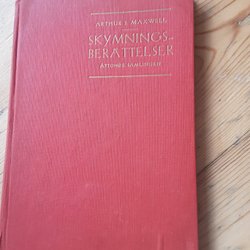 ARTHUR S. MAXWELL
SKYMNINGS-
BERÄTTELSER
ÅTTONDE SAMLINGEN